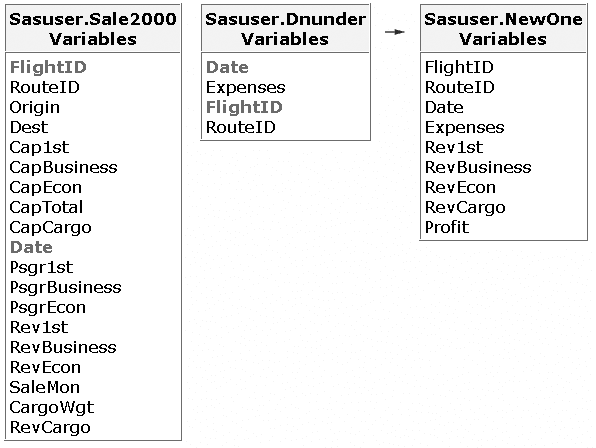 Sasuser.Sale2000
Variables
FlightID
RouteID
Origin
Dest
Cap1st
CapBusiness
CapEcon
CapTotal
CapCargo
Date
Psgr1st
PsgrBusiness
PsgrEcon
Rev1st
RevBusiness
RevEcon
SaleMon
CargoWgt
RevCargo
Sasuser.Dnunder
Variables
Date
Expenses
FlightID
RouteID
Sasuser.NewOne
Variables
FlightID
RouteID
Date
Expenses
Rev1st
RevBusiness
RevEcon
RevCargo
Profit